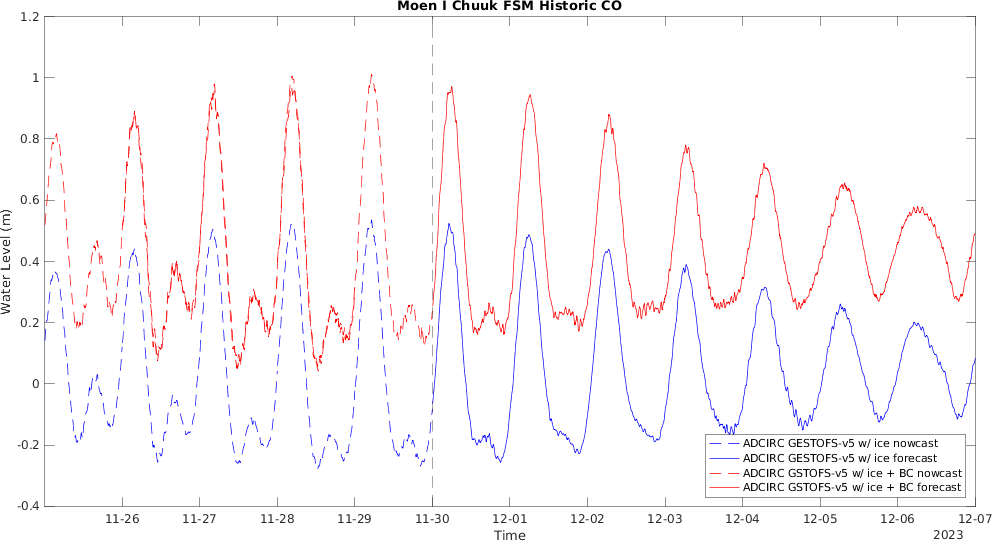 Moen I Chuuk FSM Historic CO
1.2
1
0.8
0.6
0.4
0.2
0
-0.2
-0.4
Water Level (m)
11-26 11-27 11-28 11-29 11-30 12-01 12-02 12-03 12-04 12-05 12-06 12-07
Time
2023
ADCIRC GESTOFS-v5 w/ ice nowcast
ADCIRC GESTOFS-v5 w/ ice forecast
ADCIRC GSTOFS-v5 w/ ice + BC nowcast
ADCIRC GSTOFS-v5 w/ ice + BC forecast